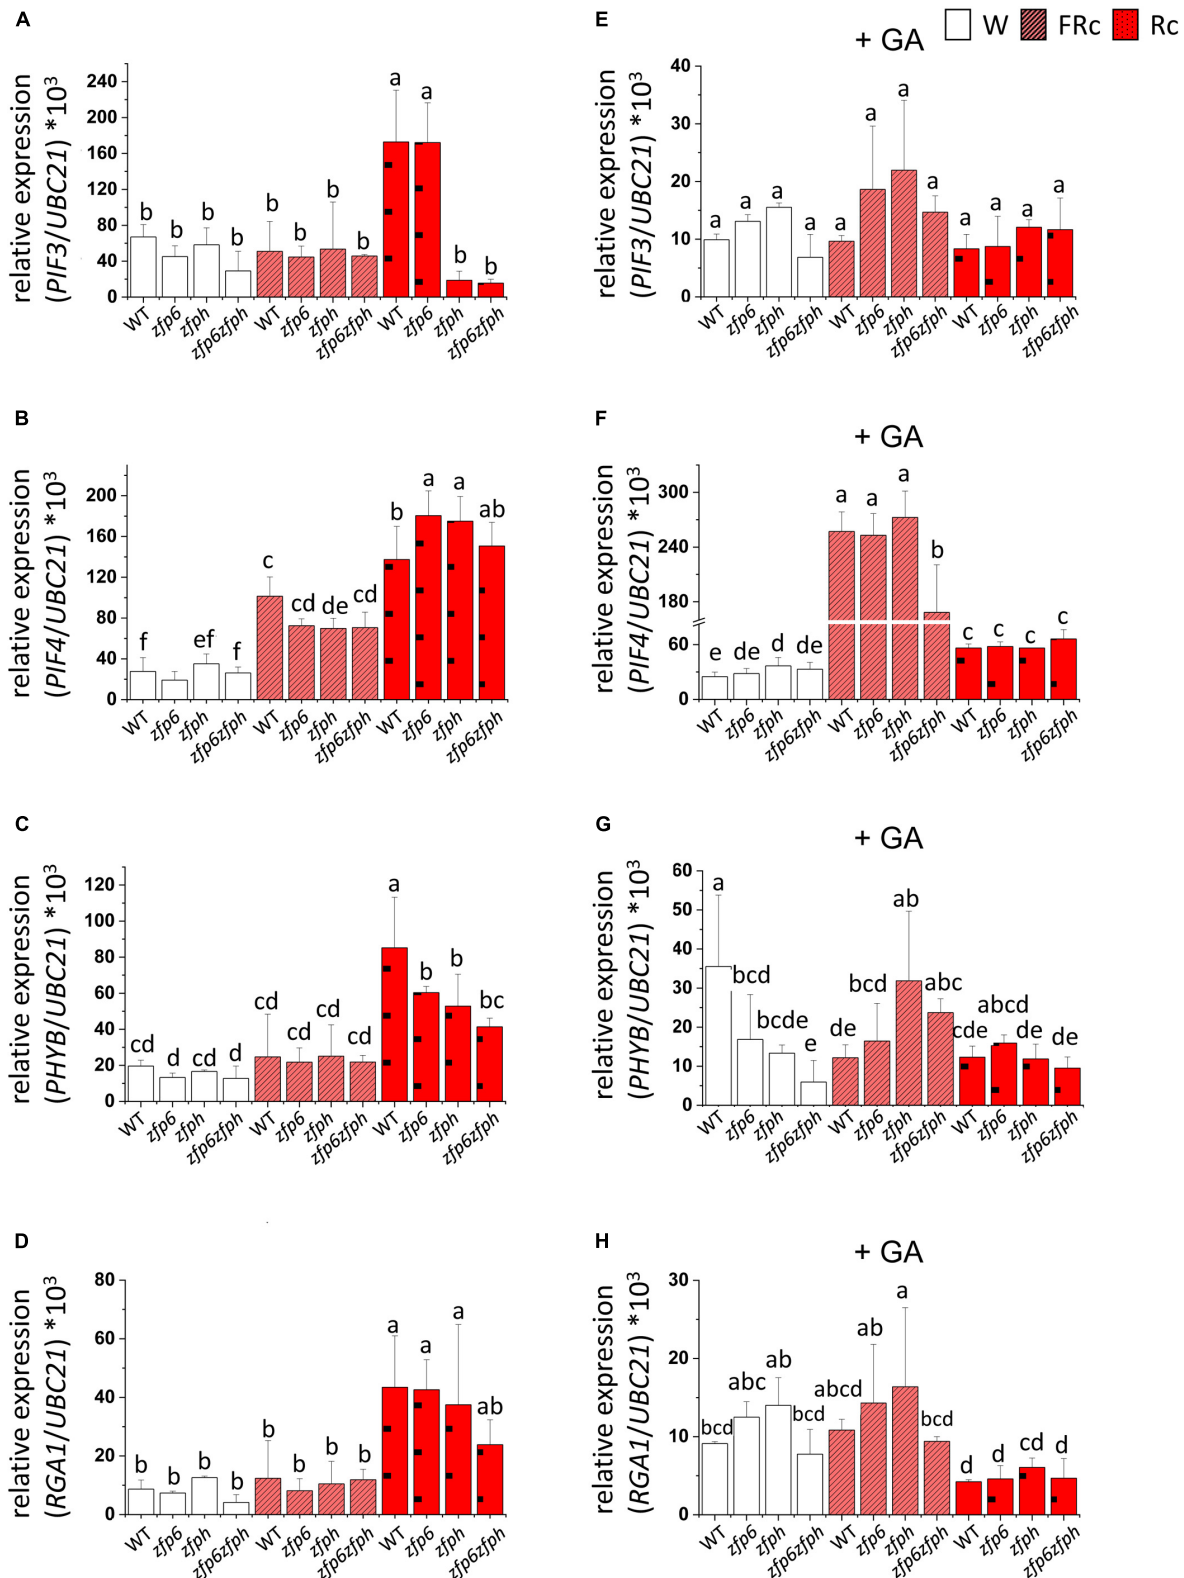 A
relative expression
(PIF3/UBC21) *10³
240
200
160
120
80
40
0
b b b b b b b b a a b b
WT zfp6 zfph zfp6zfph WT zfp6 zfph zfp6zfph WT zfp6 zfph zfp6zfph
E
W FRc Rc
+ GA
relative expression
(PIF3/UBC21) *10³
40
30
20
10
0
a a a a a a a a a a a a
WT zfp6 zfph zfp6zfph WT zfp6 zfph zfp6zfph WT zfp6 zfph zfp6zfph
B
relative expression
(PIF4/UBC21) *10³
200
160
120
80
40
0
f ef f c cd de cd b a a ab
WT zfp6 zfph zfp6zfph WT zfp6 zfph zfp6zfph WT zfp6 zfph zfp6zfph
F
+ GA
relative expression
(PIF4/UBC21) *10³
300
240
180
60
0
e de d de a a a b c c c c
WT zfp6 zfph zfp6zfph WT zfp6 zfph zfp6zfph WT zfp6 zfph zfp6zfph
C
relative expression
(PHYB/UBC21) *10³
120
100
80
60
40
20
0
cd d cd d cd cd cd cd a b b bc
WT zfp6 zfph zfp6zfph WT zfp6 zfph zfp6zfph WT zfp6 zfph zfp6zfph
G
+ GA
relative expression
(PHYB/UBC21) *10³
60
50
40
30
20
10
0
a bcd bcde e de bcd ab abc cde abcd de de
WT zfp6 zfph zfp6zfph WT zfp6 zfph zfp6zfph WT zfp6 zfph zfp6zfph
D
relative expression
(RGA1/UBC21) *10³
80
60
40
20
0
b b b b b b b b a a a ab
WT zfp6 zfph zfp6zfph WT zfp6 zfph zfp6zfph WT zfp6 zfph zfp6zfph
H
+ GA
relative expression
(RGA1/UBC21) *10³
30
20
10
0
bcd abc ab bcd abcd ab a bcd d d cd d
WT zfp6 zfph zfp6zfph WT zfp6 zfph zfp6zfph WT zfp6 zfph zfp6zfph